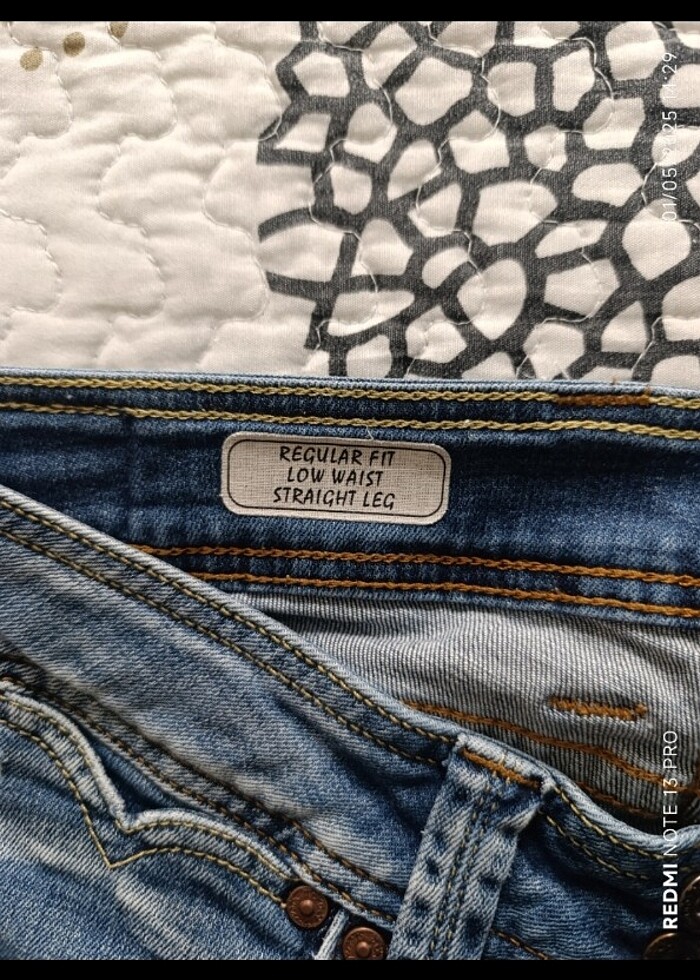 REGULAR FIT
LOW WAIST
STRAIGHT LEG
REDMI NOTE 13 PRO